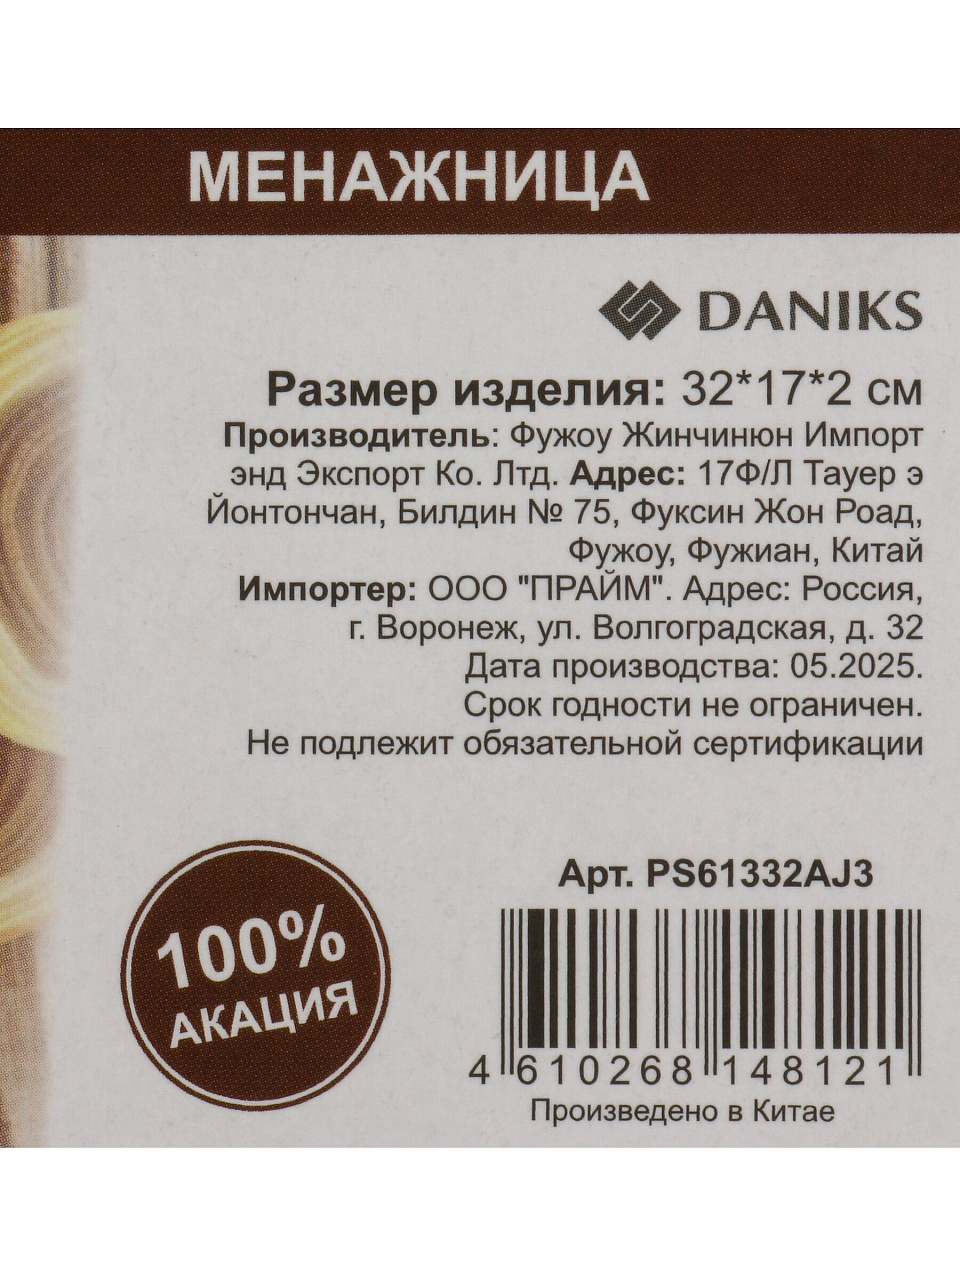 МЕНАЖНИЦА
DANIKS
Размер изделия: 32*17*2 см
Производитель: Фужоу Жинчинюн Импорт
энд Экспорт Ко. Лтд. Адрес: 17Ф/Л Тауер э
Йонтончан, Билдин № 75, Фуксин Жон Роад,
Фужоу, Фужиан, Китай
Импортер: ООО "ПРАЙМ". Адрес: Россия,
г. Воронеж, ул. Волгоградская, д. 32
Дата производства: 05.2025.
Срок годности не ограничен.
Не подлежит обязательной сертификации
100%
АКАЦИЯ
Арт. PS61332AJ3
4 610268 148121
Произведено в Китае